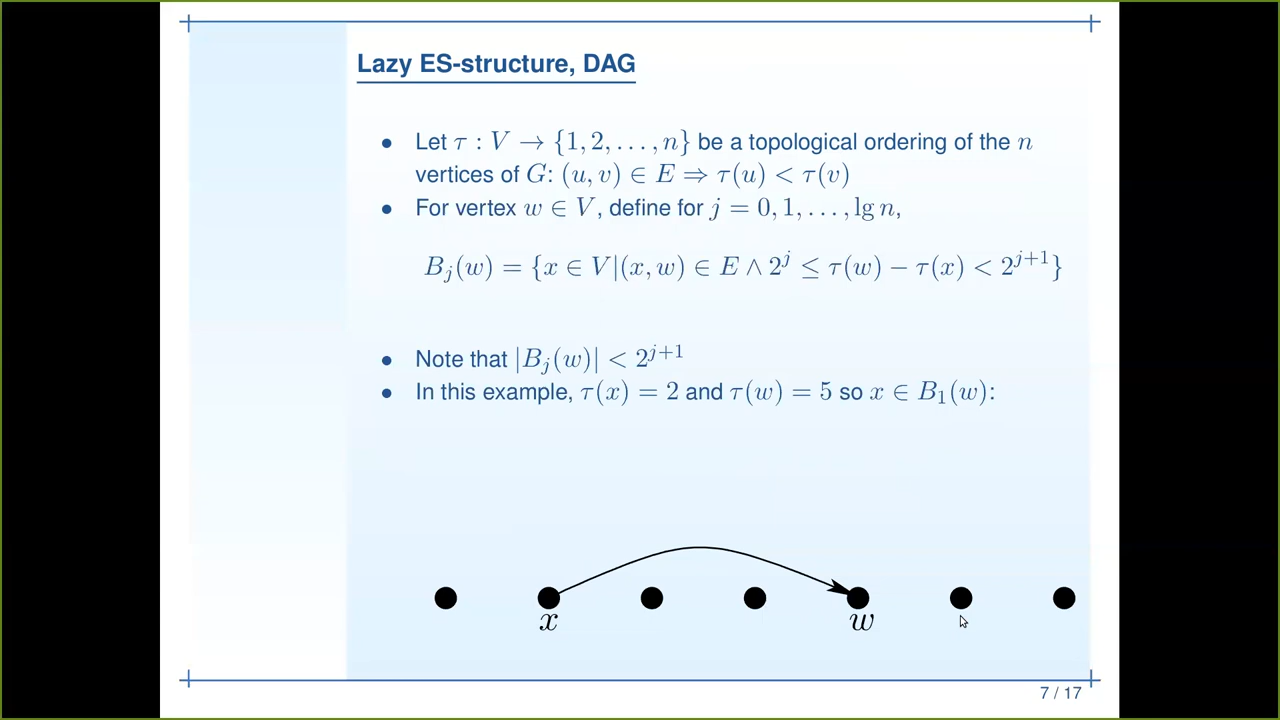 Lazy ES-structure, DAG
• Let τ : V → {1, 2, . . . , n} be a topological ordering of the n
vertices of G: (u, v) ∈ E ⇒ τ(u) < τ(v)
• For vertex w ∈ V, define for j = 0, 1, . . . , lg n,
B_j(w) = {x ∈ V|(x, w) ∈ E ∧ 2^j ≤ τ(w) − τ(x) < 2^{j+1}}
• Note that |B_j(w)| < 2^{j+1}
• In this example, τ(x) = 2 and τ(w) = 5 so x ∈ B_1(w):
x w
7 / 17